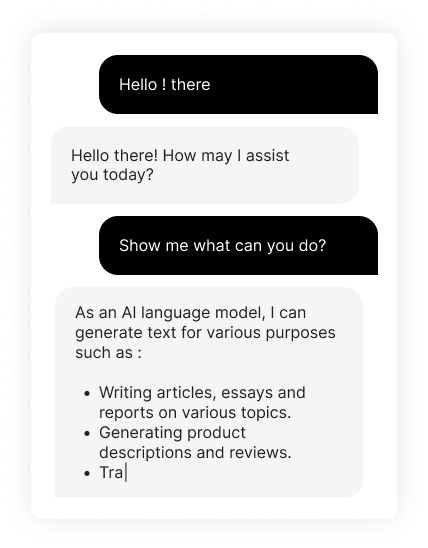 Hello ! there
Hello there! How may I assist
you today?
Show me what can you do?
As an AI language model, I can
generate text for various purposes
such as :
• Writing articles, essays and
reports on various topics.
• Generating product
descriptions and reviews.
• Tra